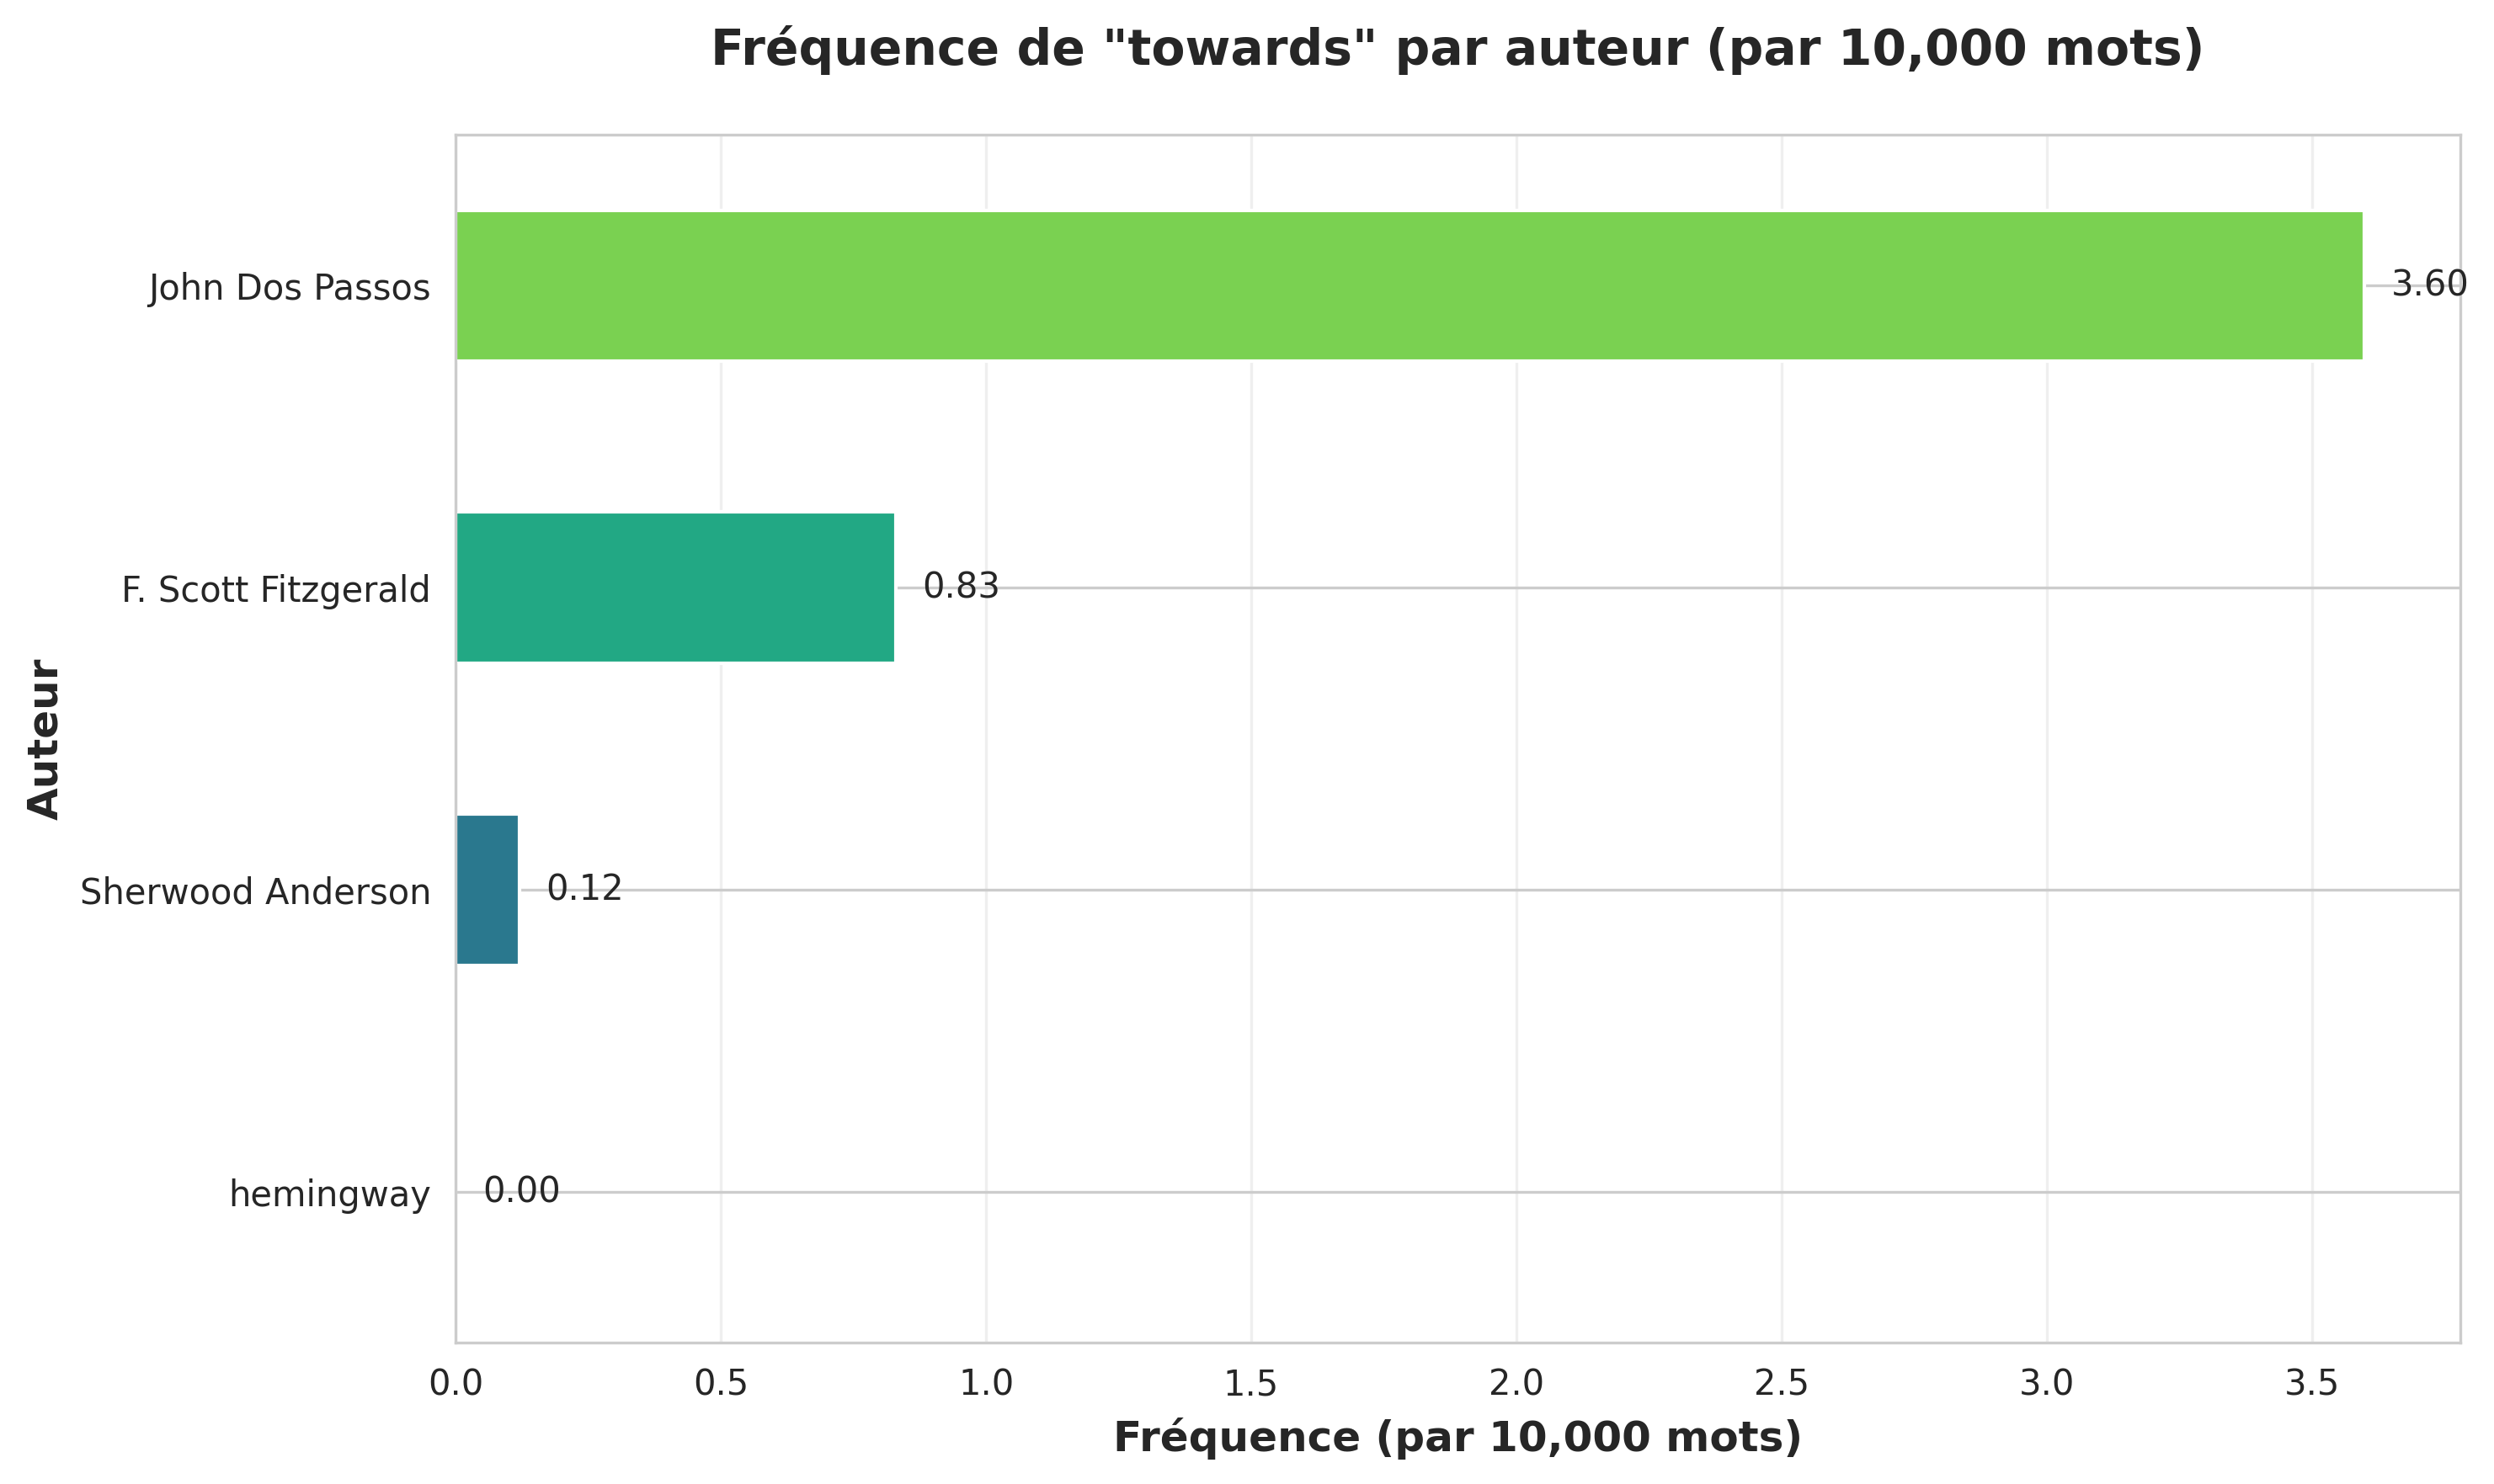 Fréquence de "towards" par auteur (par 10,000 mots)
John Dos Passos
3.60
F. Scott Fitzgerald
0.83
Auteur
Sherwood Anderson
0.12
hemingway
0.00
0.0 0.5 1.0 1.5 2.0 2.5 3.0 3.5
Fréquence (par 10,000 mots)